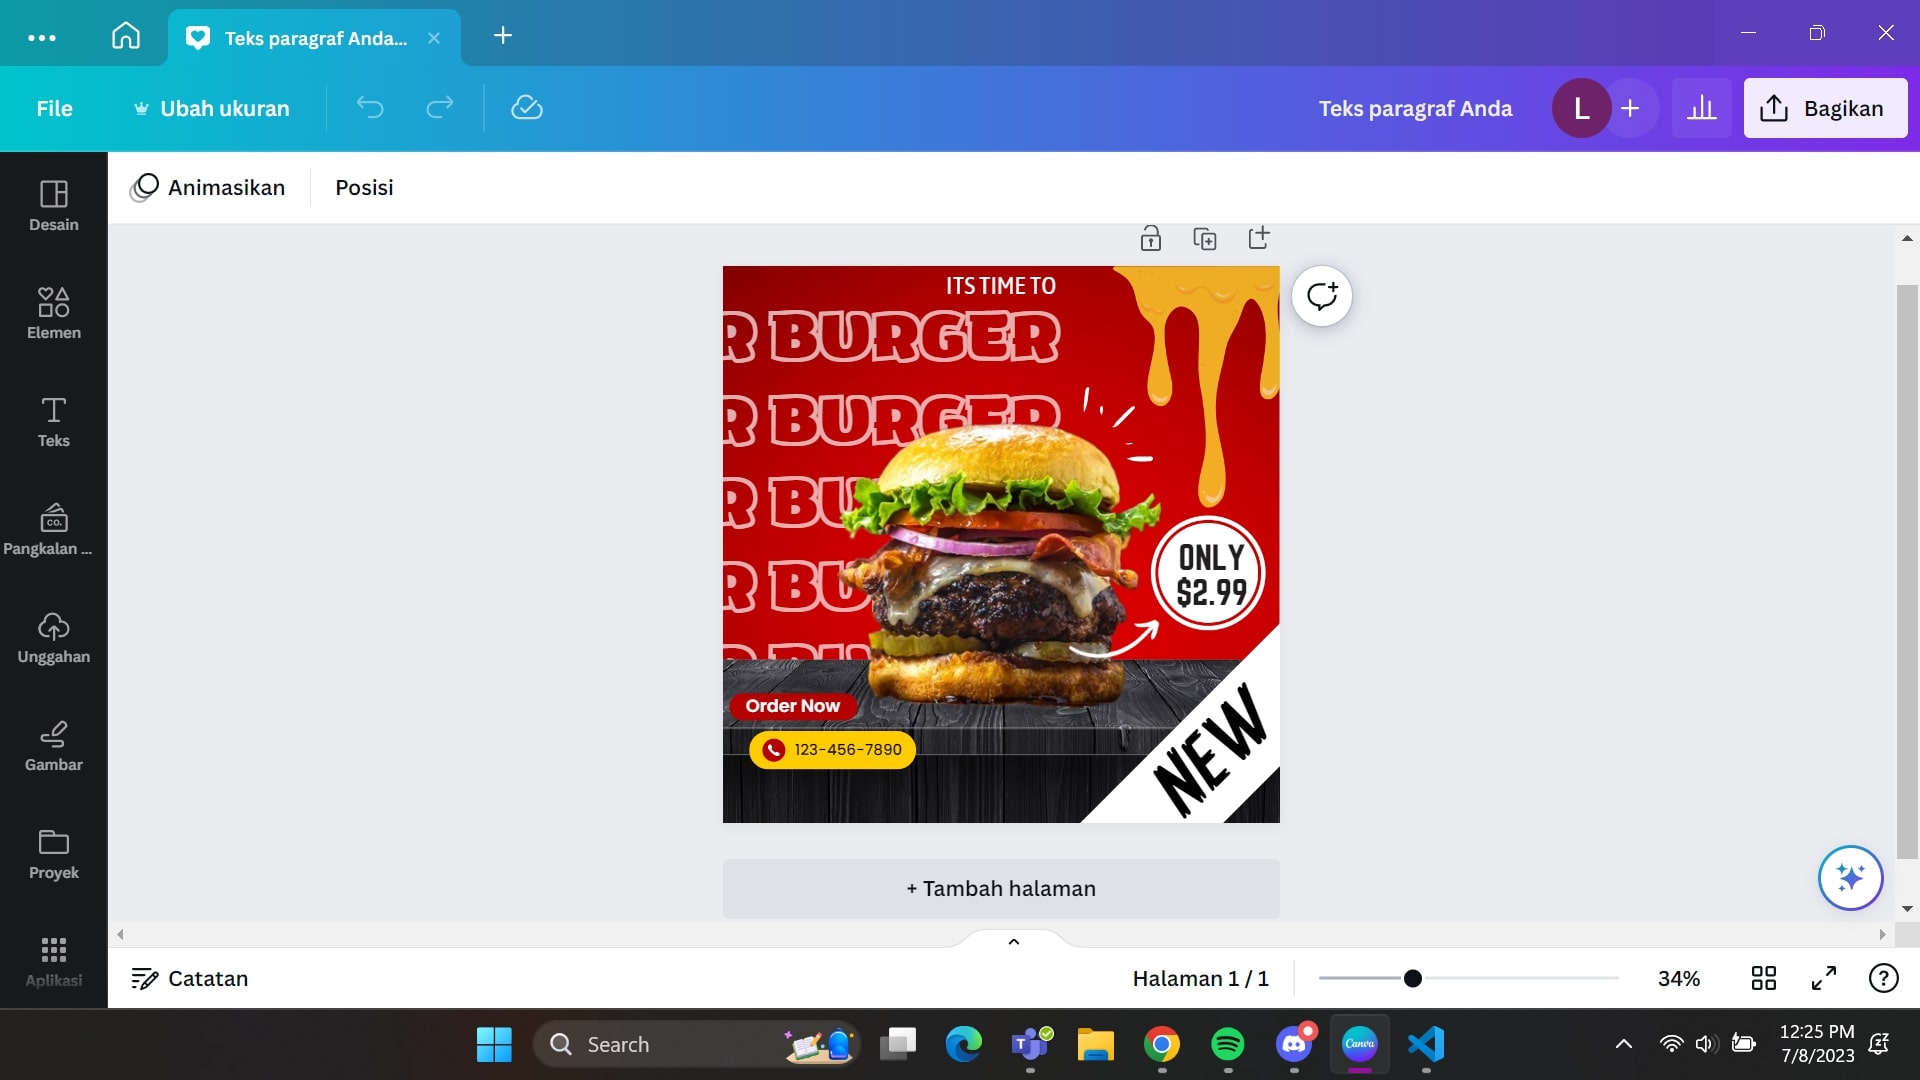 Teks paragraf Anda...
File
Ubah ukuran
Teks paragraf Anda
L
Bagikan
Animasikan
Posisi
Desain
Elemen
Teks
CO.
Pangkalan ...
Unggahan
Gambar
Proyek
Aplikasi
ITS TIME TO
R BURGER
R BURGER
R BU
R BU
ONLY
$2.99
Order Now
123-456-7890
NEW
+ Tambah halaman
Catatan
Halaman 1 / 1
34%
Search
T
Canva
12:25 PM
7/8/2023